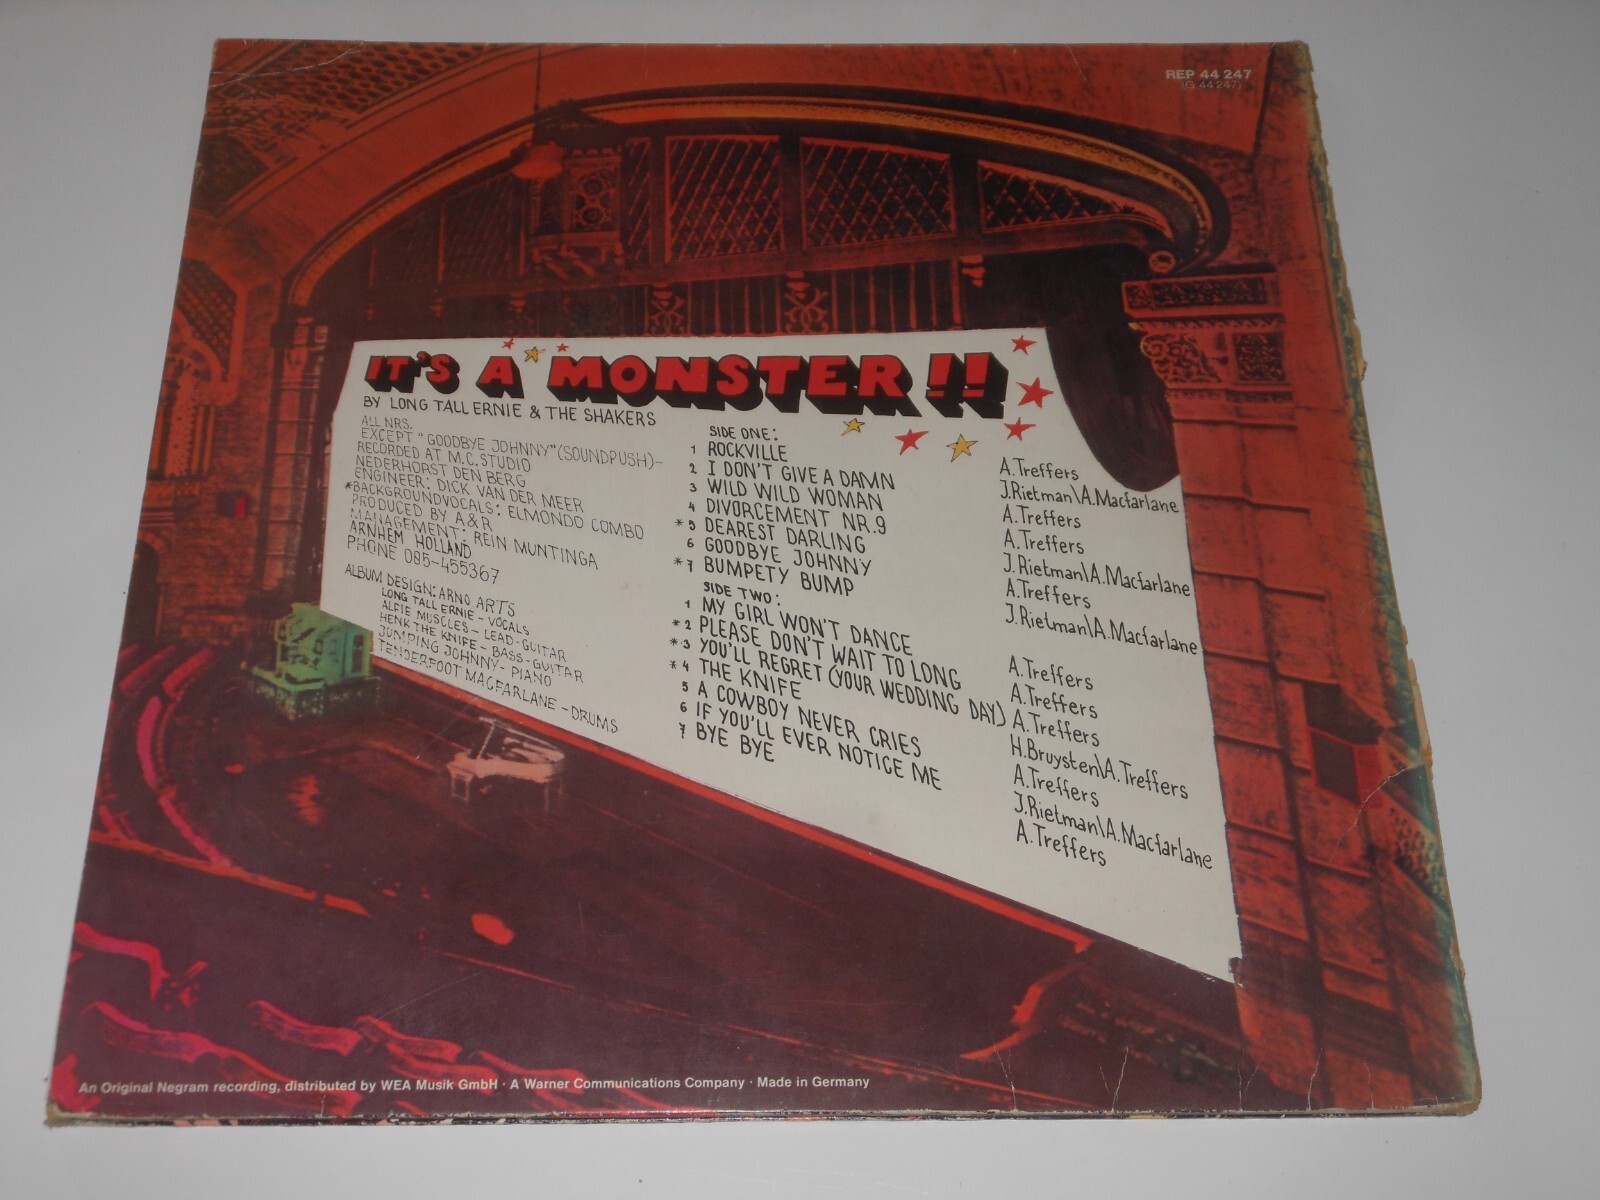 REP 44 247
(G 44 247)
IT'S A MONSTER!!
BY LONG TALL ERNIE & THE SHAKERS
ALL NRS.
EXCEPT "GOODBYE JOHNNY" (SOUNDPUSH)-
RECORDED AT M.C. STUDIO
NEDERHORST DEN BERG
ENGINEER: DICK VAN DER MEER
*BACKGROUNDVOCALS: ELMONDO COMBO
PRODUCED BY A&R
MANAGEMENT: REIN MUNTINGA
ARNHEM HOLLAND
PHONE 085-455367
ALBUM DESIGN: ARNO ARTS
LONG TALL ERNIE - VOCALS
ALFIE MUSCLES - LEAD-GUITAR
HENK THE KNIFE - BASS-GUITAR
JUMPING JOHNNY - PIANO
TENDERFOOT MACFARLANE - DRUMS
SIDE ONE:
1 ROCKVILLE A.Treffers
2 I DON'T GIVE A DAMN J.Rietman\A.Macfarlane
3 WILD WILD WOMAN A.Treffers
4 DIVORCEMENT NR.9 A.Treffers
*5 DEAREST DARLING J.Rietman\A.Macfarlane
6 GOODBYE JOHNNY A.Treffers
*7 BUMPETY BUMP J.Rietman\A.Macfarlane
SIDE TWO:
1 MY GIRL WON'T DANCE A.Treffers
*2 PLEASE DON'T WAIT TO LONG A.Treffers
*3 YOU'LL REGRET (YOUR WEDDING DAY) A.Treffers
*4 THE KNIFE H.Bruysten\A.Treffers
5 A COWBOY NEVER CRIES A.Treffers
6 IF YOU'LL EVER NOTICE ME J.Rietman\A.Macfarlane
7 BYE BYE A.Treffers
An Original Negram recording, distributed by WEA Musik GmbH · A Warner Communications Company · Made in Germany